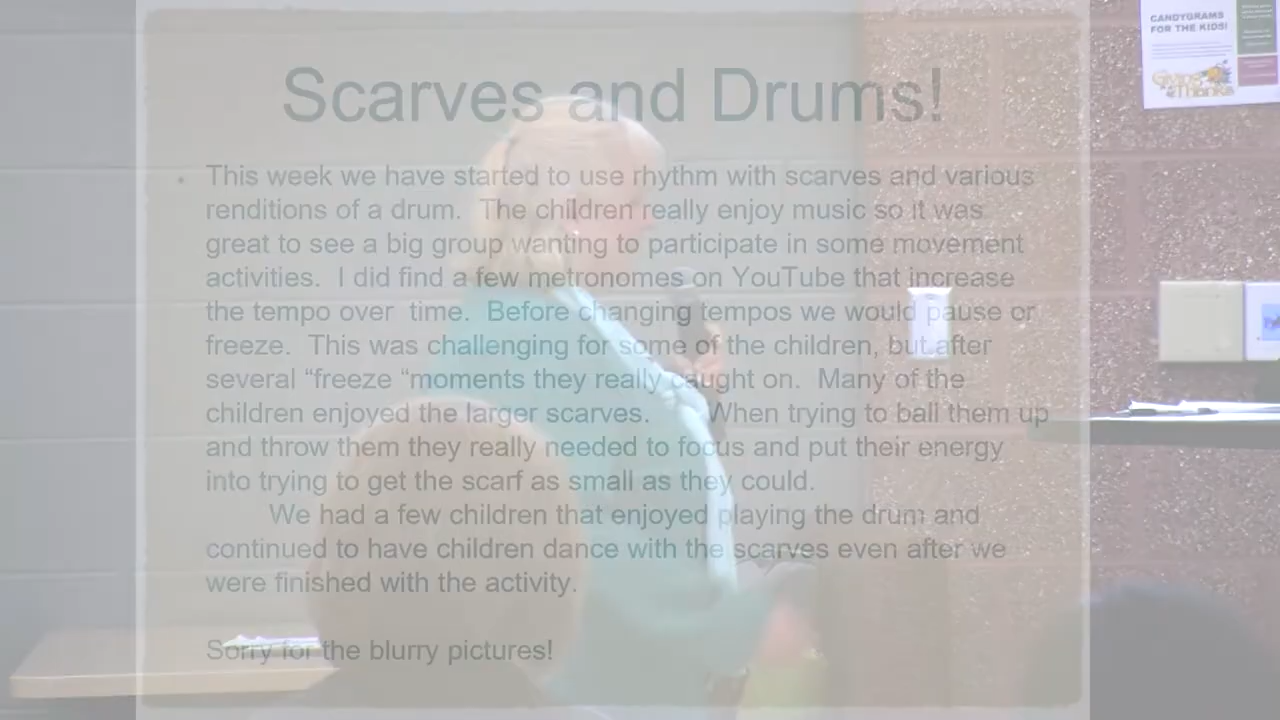 CANDYGRAMS
FOR THE KIDS!
Giving
Thanks
Scarves and Drums!
• This week we have started to use rhythm with scarves and various
renditions of a drum. The children really enjoy music so it was
great to see a big group wanting to participate in some movement
activities. I did find a few metronomes on YouTube that increase
the tempo over time. Before changing tempos we would pause or
freeze. This was challenging for some of the children, but after
several “freeze “moments they really caught on. Many of the
children enjoyed the larger scarves. When trying to ball them up
and throw them they really needed to focus and put their energy
into trying to get the scarf as small as they could.
We had a few children that enjoyed playing the drum and
continued to have children dance with the scarves even after we
were finished with the activity.
Sorry for the blurry pictures!